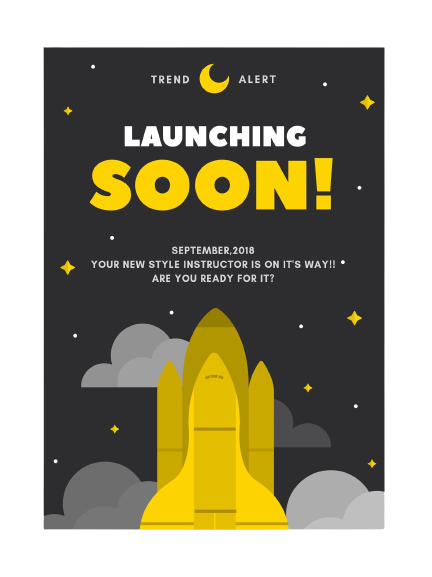 TREND ALERT
LAUNCHING
SOON!
SEPTEMBER,2018
YOUR NEW STYLE INSTRUCTOR IS ON IT'S WAY!!
ARE YOU READY FOR IT?